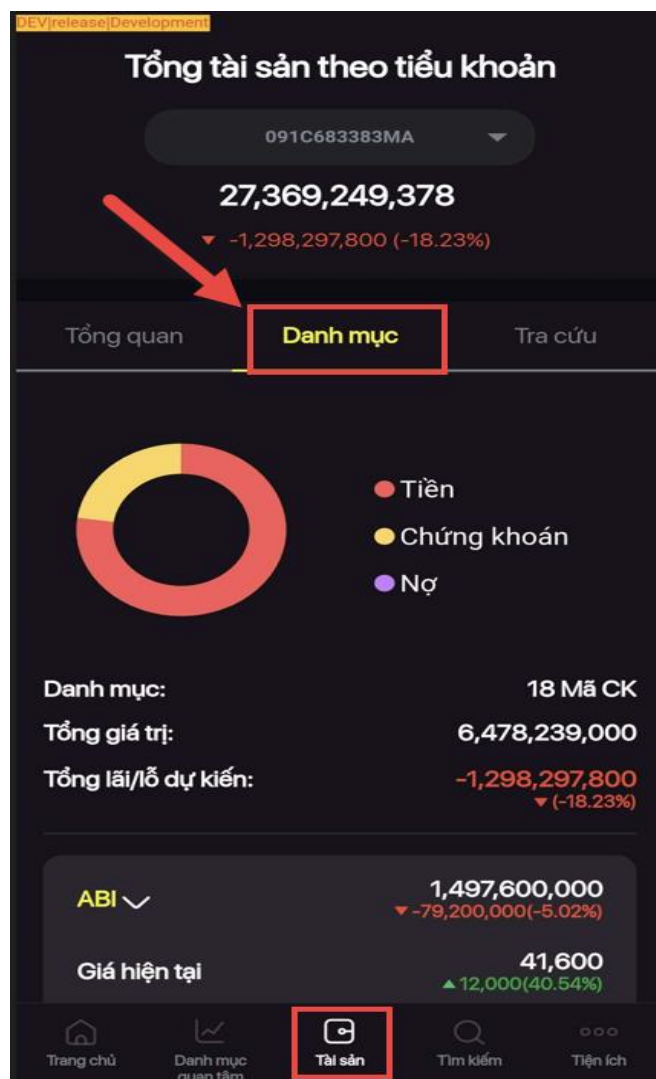 DEV|release|Development
Tổng tài sản theo tiểu khoản
091C683383MA
27,369,249,378
-1,298,297,800 (-18.23%)
Tổng quan Danh mục Tra cứu
Tiền
Chứng khoán
Nợ
Danh mục: 18 Mã CK
Tổng giá trị: 6,478,239,000
Tổng lãi/lỗ dự kiến: -1,298,297,800
(-18.23%)
ABI 1,497,600,000
-79,200,000(-5.02%)
Giá hiện tại 41,600
12,000(40.54%)
Trang chủ Danh mục Tài sản Tìm kiếm Tiện ích
quan tâm